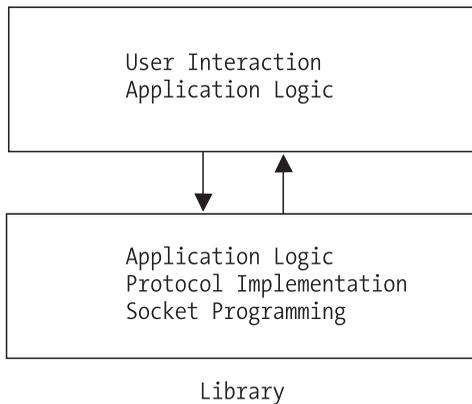 User Interaction
Application Logic
Application Logic
Protocol Implementation
Socket Programming
Library